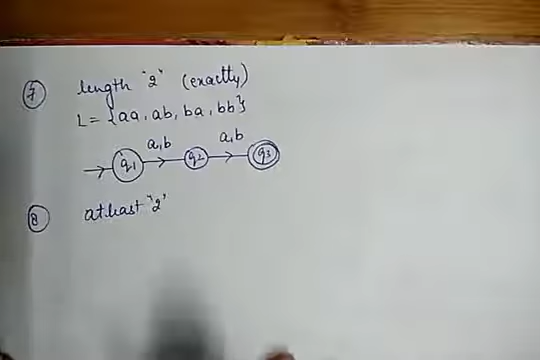 7 length "2" (exactly)
L = {aa, ab, ba, bb}
a,b a,b
q1 q2 q3
8 atleast "2"